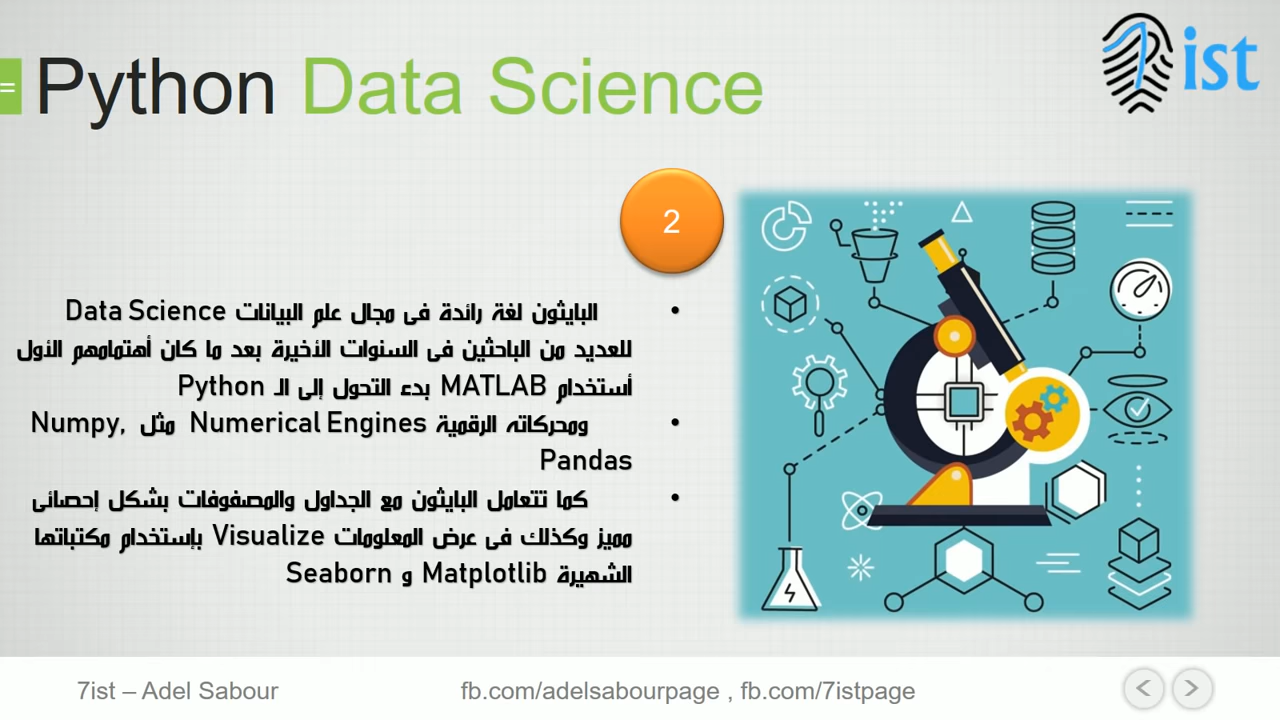 = Python Data Science
7ist
2
• البايثون لغة رائدة فى مجال علم البيانات Data Science
للعديد من الباحثين فى السنوات الأخيرة بعد ما كان أهتمامهم الأول
أستخدام MATLAB بدء التحول إلى الـ Python
• ومحركاته الرقمية Numerical Engines مثل Numpy,
Pandas
• كما تتعامل البايثون مع الجداول والمصفوفات بشكل إحصائى
مميز وكذلك فى عرض المعلومات Visualize بإستخدام مكتباتها
الشهيرة Matplotlib و Seaborn
7ist – Adel Sabour
fb.com/adelsabourpage , fb.com/7istpage